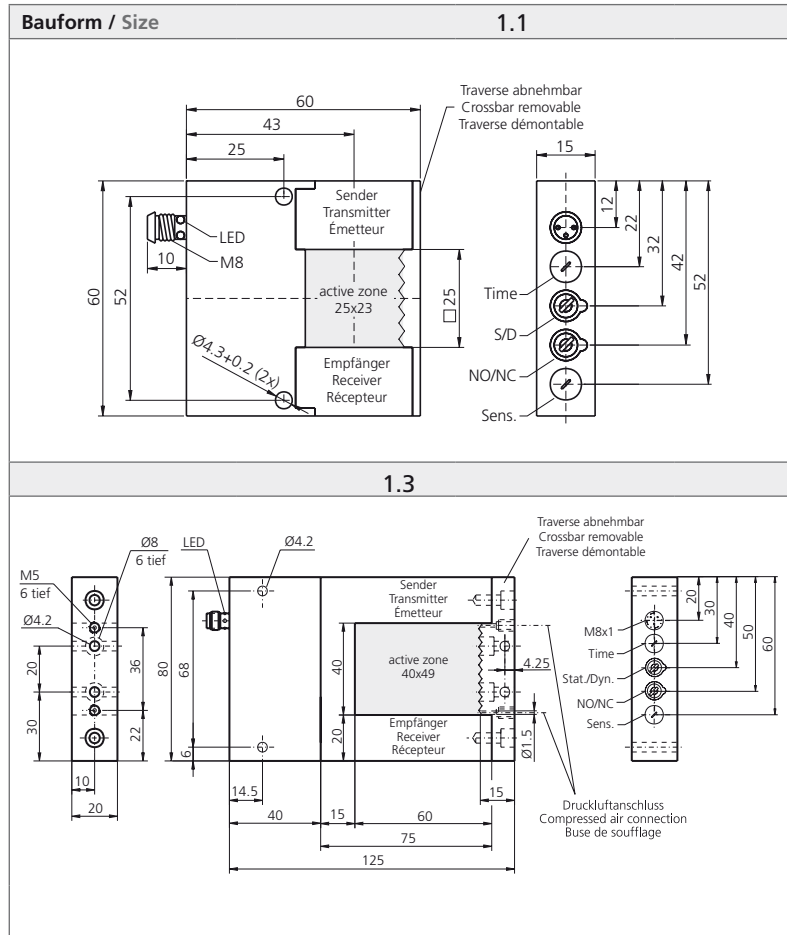 Bauform / Size
1.1
60
43
25
Traverse abnehmbar
Crossbar removable
Traverse démontable
15
Sender
Transmitter
Émetteur
LED
M8
10
60
52
active zone
25x23
□25
Ø4.3+0.2 (2x)
Empfänger
Receiver
Récepteur
12
22
32
42
52
Time
S/D
NO/NC
Sens.
1.3
Traverse abnehmbar
Crossbar removable
Traverse démontable
Ø8
6 tief
LED
Ø4.2
M5
6 tief
Ø4.2
20
30
36
22
10
20
80
68
6
Sender
Transmitter
Émetteur
40
active zone
40x49
4.25
20
Empfänger
Receiver
Récepteur
Ø1.5
14.5
15
40
15
60
75
125
Druckluftanschluss
Compressed air connection
Buse de soufflage
M8x1
Time
Stat./Dyn.
NO/NC
Sens.
20
30
40
50
60